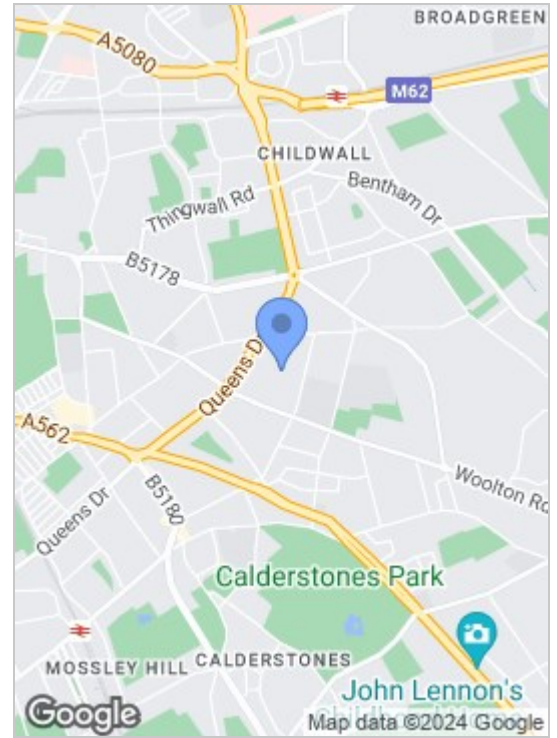 BROADGREEN
A5080
M62
CHILDWALL
Thingwall Rd
Bentham Dr
B5178
Queens D
A562
Woolton Rd
Queens Dr
B5180
Calderstones Park
MOSSLEY HILL
CALDERSTONES
John Lennon's
Google
Map data ©2024 Google